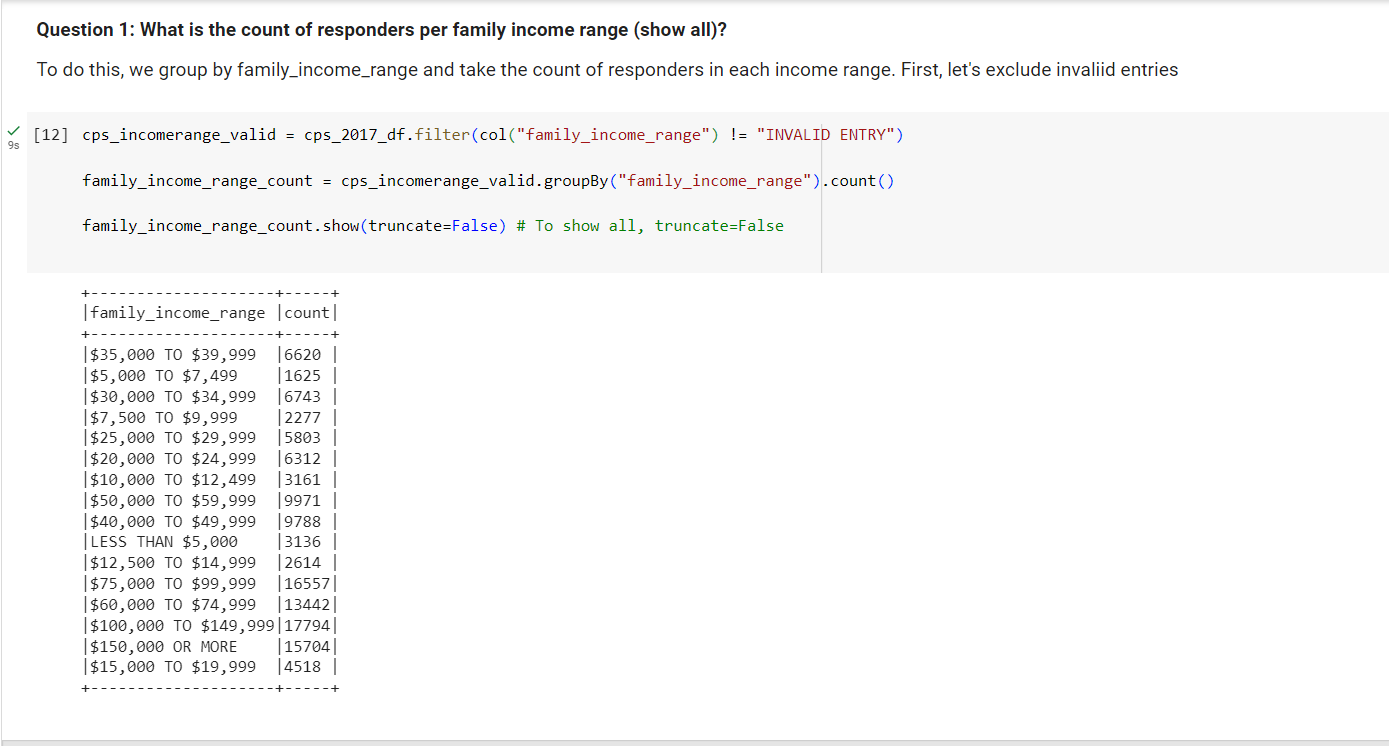 Question 1: What is the count of responders per family income range (show all)?
To do this, we group by family_income_range and take the count of responders in each income range. First, let's exclude invaliid entries
[12] cps_incomerange_valid = cps_2017_df.filter(col("family_income_range") != "INVALID ENTRY")
9s
family_income_range_count = cps_incomerange_valid.groupBy("family_income_range").count()
family_income_range_count.show(truncate=False) # To show all, truncate=False
+--------------------+-----+
|family_income_range |count|
+--------------------+-----+
|$35,000 TO $39,999  |6620 |
|$5,000 TO $7,499    |1625 |
|$30,000 TO $34,999  |6743 |
|$7,500 TO $9,999    |2277 |
|$25,000 TO $29,999  |5803 |
|$20,000 TO $24,999  |6312 |
|$10,000 TO $12,499  |3161 |
|$50,000 TO $59,999  |9971 |
|$40,000 TO $49,999  |9788 |
|LESS THAN $5,000    |3136 |
|$12,500 TO $14,999  |2614 |
|$75,000 TO $99,999  |16557|
|$60,000 TO $74,999  |13442|
|$100,000 TO $149,999|17794|
|$150,000 OR MORE    |15704|
|$15,000 TO $19,999  |4518 |
+--------------------+-----+